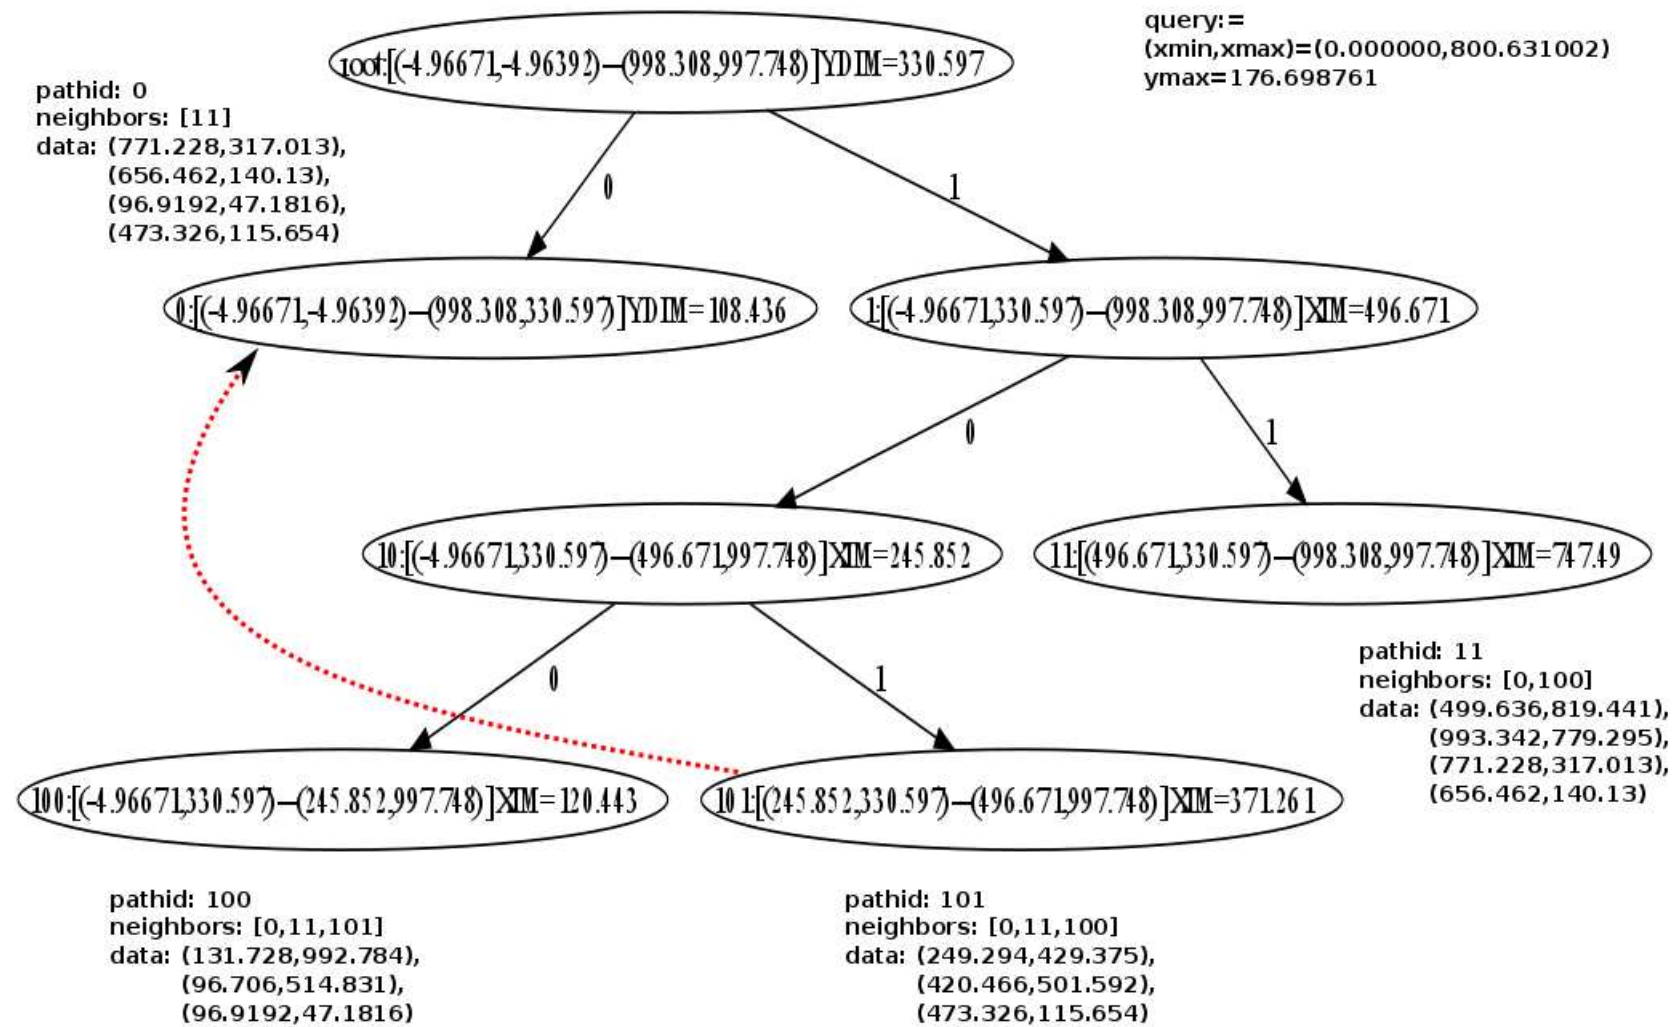 query:=
(xmin,xmax)=(0.000000,800.631002)
ymax=176.698761
root:[(-4.96671,-4.96392)--(998.308,997.748)]YDIM=330.597
pathid: 0
neighbors: [11]
data: (771.228,317.013),
(656.462,140.13),
(96.9192,47.1816),
(473.326,115.654)
0
1
0:[(-4.96671,-4.96392)--(998.308,330.597)]YDIM=108.436
1:[(-4.96671,330.597)--(998.308,997.748)]XIM=496.671
0
1
10:[(-4.96671,330.597)--(496.671,997.748)]XIM=245.852
11:[(496.671,330.597)--(998.308,997.748)]XIM=747.49
0
1
pathid: 11
neighbors: [0,100]
data: (499.636,819.441),
(993.342,779.295),
(771.228,317.013),
(656.462,140.13)
100:[(-4.96671,330.597)--(245.852,997.748)]XIM=120.443
101:[(245.852,330.597)--(496.671,997.748)]XIM=371.261
pathid: 100
neighbors: [0,11,101]
data: (131.728,992.784),
(96.706,514.831),
(96.9192,47.1816)
pathid: 101
neighbors: [0,11,100]
data: (249.294,429.375),
(420.466,501.592),
(473.326,115.654)